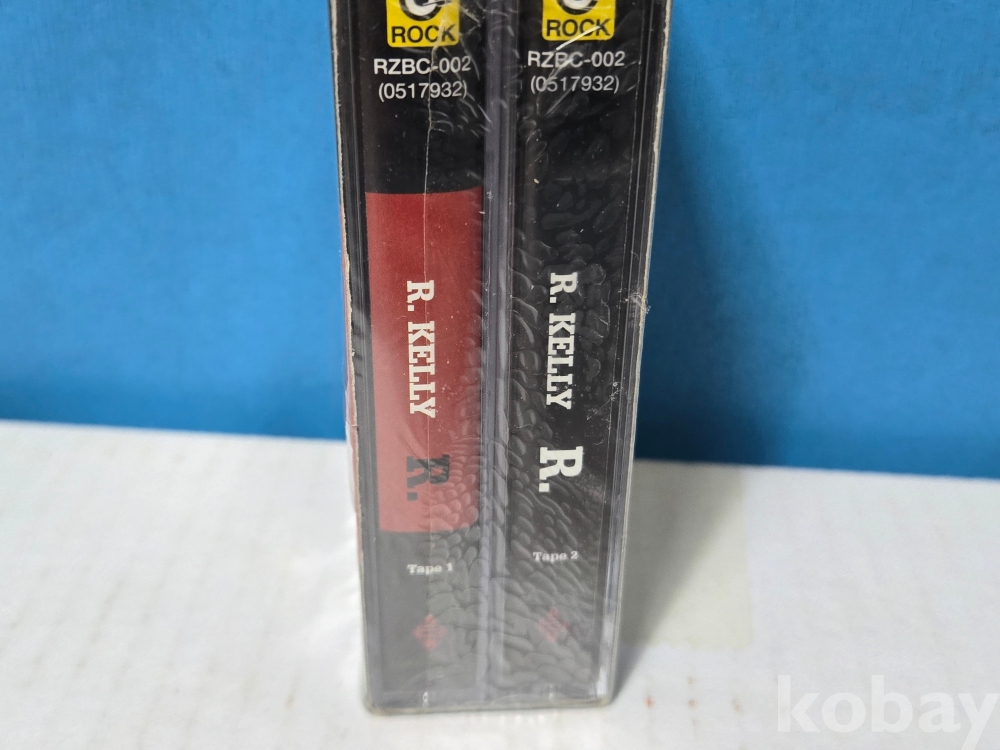 ROCK
RZBC-002
(0517932)
R. KELLY
R.
Tape 1
ROCK
RZBC-002
(0517932)
R. KELLY
R.
Tape 2
kobay